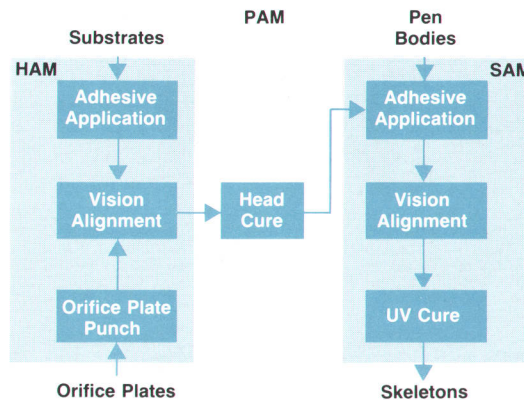 PAM
Substrates
HAM
Adhesive
Application
Vision
Alignment
Orifice Plate
Punch
Orifice Plates
Head
Cure
Pen
Bodies
SAM
Adhesive
Application
Vision
Alignment
UV Cure
Skeletons